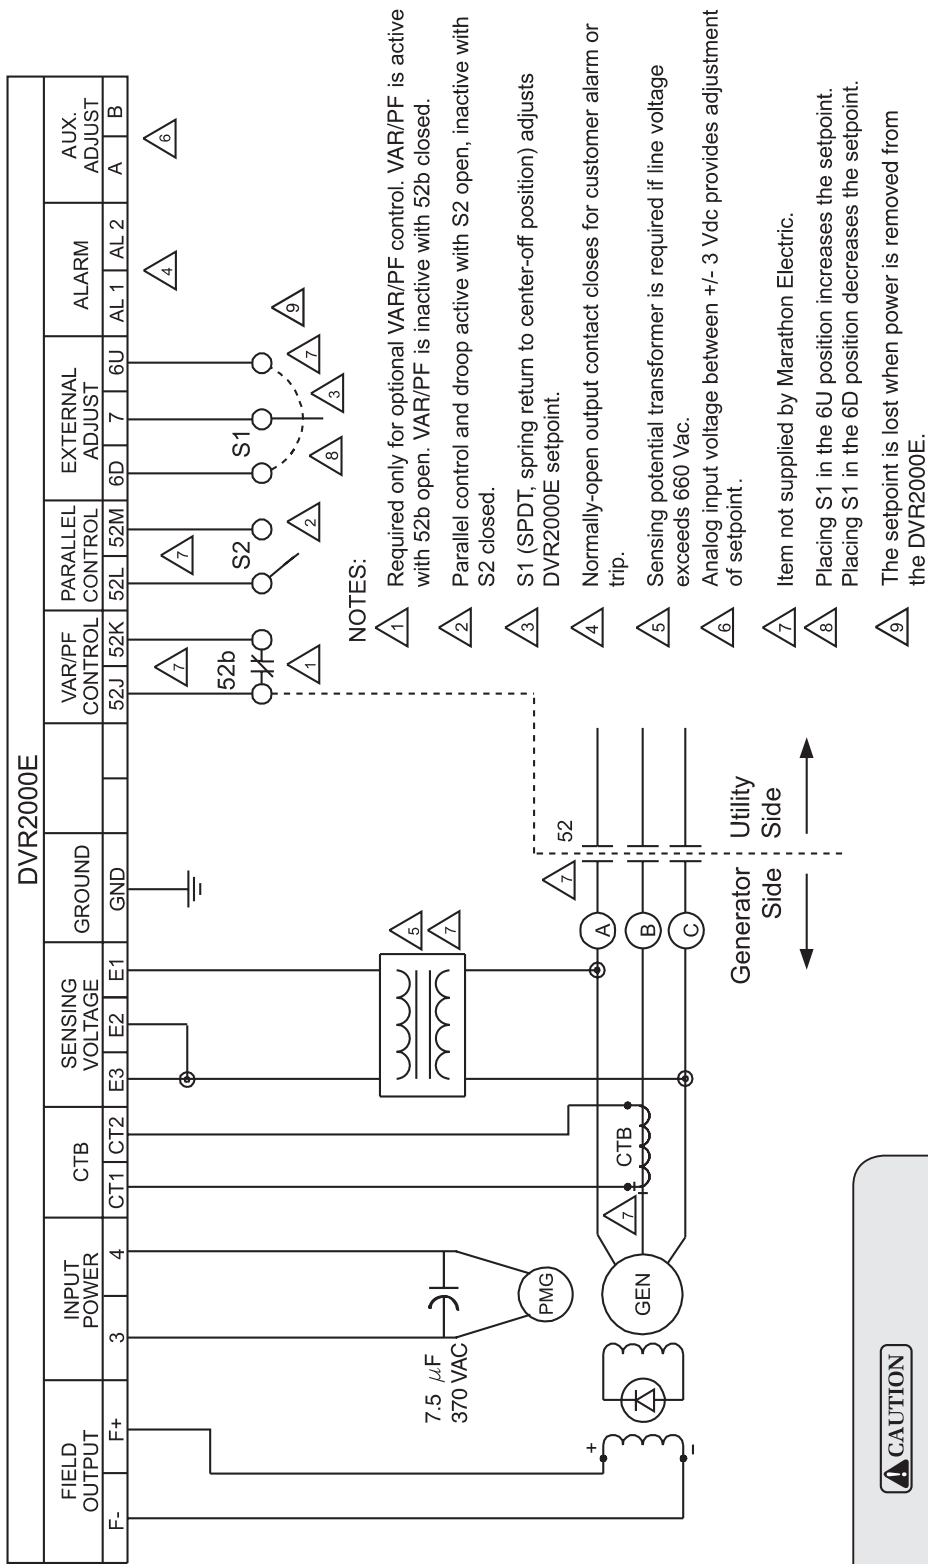 DVR2000E
FIELD
OUTPUT
INPUT
POWER
CTB
SENSING
VOLTAGE
GROUND
VAR/PF
CONTROL
PARALLEL
CONTROL
EXTERNAL
ADJUST
ALARM
AUX.
ADJUST
F- F+ 3 4 CT1 CT2 E3 E2 E1 GND 52J 52K 52L 52M 6D 7 6U AL 1 AL 2 A B
7
7
4
6
52b
S2
S1
1
2
8
3
7
9
7.5 μF
370 VAC
PMG
5
7
+
-
GEN
7
CTB
A
B
C
7
52
Generator
Side
Utility
Side
NOTES:
1 Required only for optional VAR/PF control. VAR/PF is active
with 52b open. VAR/PF is inactive with 52b closed.
2 Parallel control and droop active with S2 open, inactive with
S2 closed.
3 S1 (SPDT, spring return to center-off position) adjusts
DVR2000E setpoint.
4 Normally-open output contact closes for customer alarm or
trip.
5 Sensing potential transformer is required if line voltage
exceeds 660 Vac.
6 Analog input voltage between +/- 3 Vdc provides adjustment
of setpoint.
7 Item not supplied by Marathon Electric.
8 Placing S1 in the 6U position increases the setpoint.
Placing S1 in the 6D position decreases the setpoint.
9 The setpoint is lost when power is removed from
the DVR2000E.
CAUTION